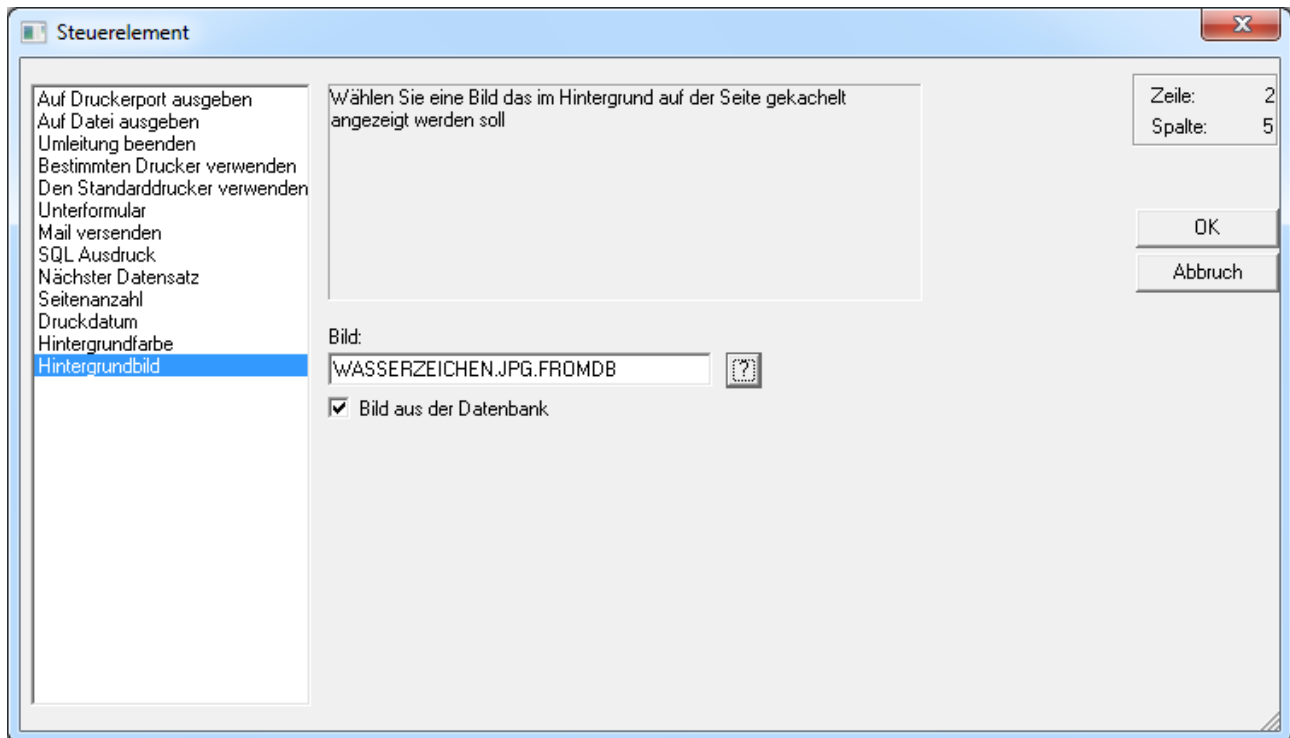 Steuerelement
Auf Druckerport ausgeben
Auf Datei ausgeben
Umleitung beenden
Bestimmten Drucker verwenden
Den Standarddrucker verwenden
Unterformular
Mail versenden
SQL Ausdruck
Nächster Datensatz
Seitenanzahl
Druckdatum
Hintergrundfarbe
Hintergrundbild
Wählen Sie eine Bild das im Hintergrund auf der Seite gekachelt
angezeigt werden soll
Bild:
WASSERZEICHEN.JPG.FROMDB
?
Bild aus der Datenbank
Zeile: 2
Spalte: 5
OK
Abbruch